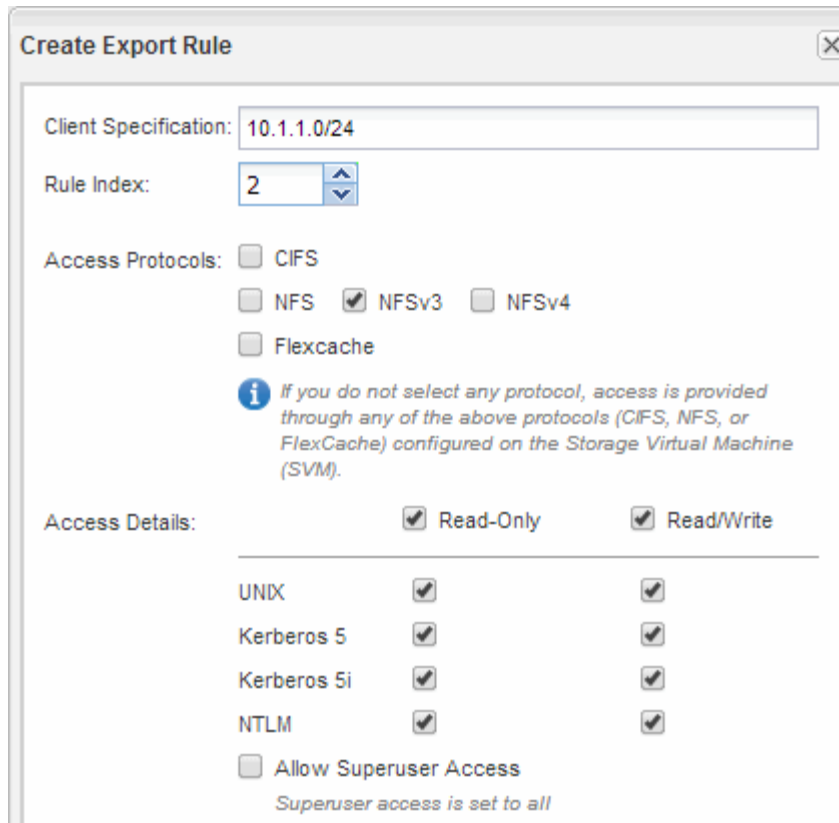 Create Export Rule
Client Specification: 10.1.1.0/24
Rule Index: 2
Access Protocols: CIFS
NFS NFSv3 NFSv4
Flexcache
If you do not select any protocol, access is provided
through any of the above protocols (CIFS, NFS, or
FlexCache) configured on the Storage Virtual Machine
(SVM).
Access Details: Read-Only Read/Write
UNIX
Kerberos 5
Kerberos 5i
NTLM
Allow Superuser Access
Superuser access is set to all